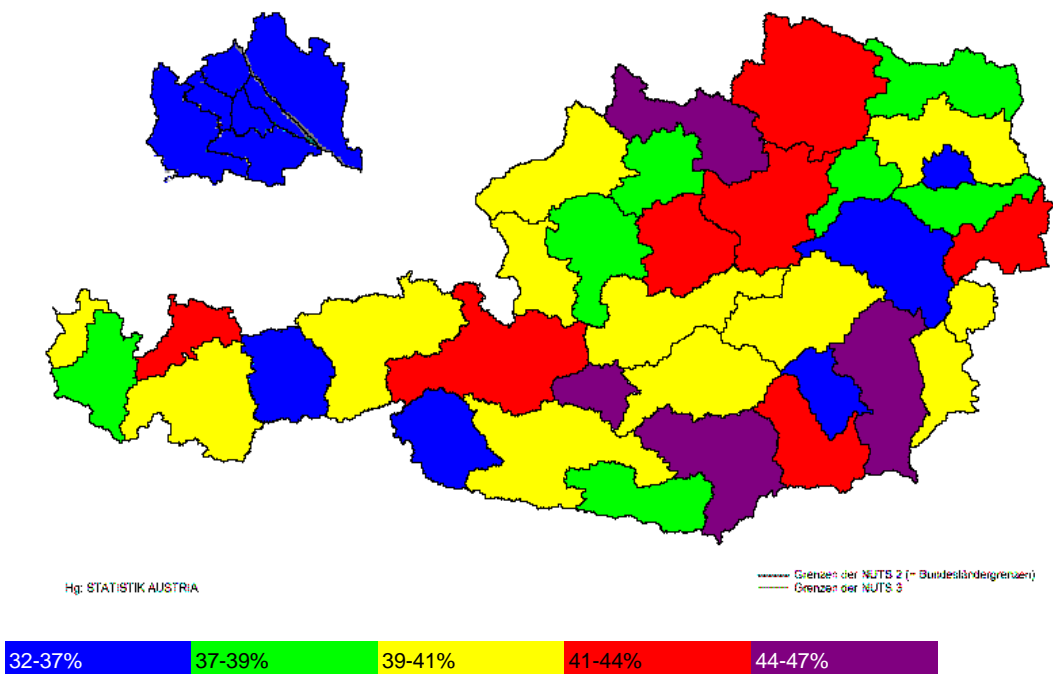 Hg: STATISTIK AUSTRIA
Grenzen der NUTS 2 (= Bundesländergrenzen)
Grenzen der NUTS 3
32-37% 37-39% 39-41% 41-44% 44-47%